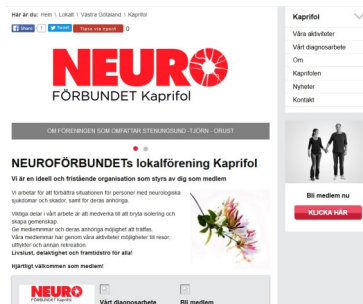 Här är du: Hem \ Lokalt \ Västra Götaland \ Kaprifol
Share
Tweet
Tipsa via epost
0
NEURO
FÖRBUNDET Kaprifol
OM FÖRENINGEN SOM OMFATTAR STENUNGSUND -TJÖRN - ORUST
NEUROFÖRBUNDETs lokalförening Kaprifol
Vi är en ideell och fristående organisation som styrs av dig som medlem
Vi arbetar för att förbättra situationen för personer med neurologiska
sjukdomar och skador, samt för deras anhöriga.
Viktiga delar i vårt arbete är att medverka till att bryta isolering och
skapa gemenskap.
Ge medlemmar och deras anhöriga möjlighet att träffas.
Våra medlemmar har genom våra aktiviteter möjligheter till resor,
utflykter och annan rekreation.
Livslust, delaktighet och framtidstro för alla!
Hjärtligt välkommen som medlem!
NEURO
FÖRBUNDET Kaprifol
Vårt diagnosarbete
Bli medlem
Kaprifol
Våra aktiviteter
Vårt diagnosarbete
Om
Kaprifolen
Nyheter
Kontakt
Bli medlem nu
KLICKA HÄR